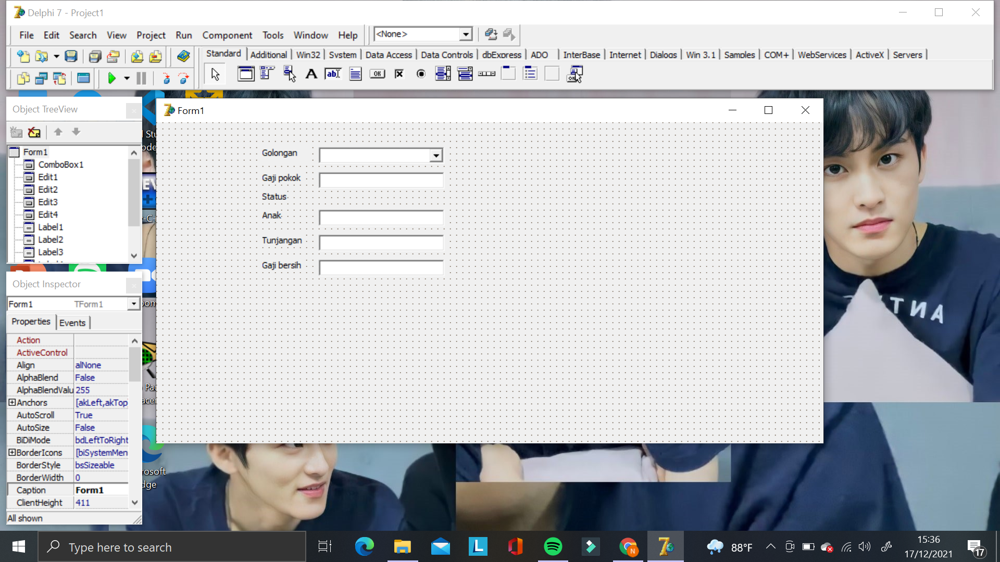 Delphi 7 - Project1
File Edit Search View Project Run Component Tools Window Help
<None>
Standard Additional Win32 System Data Access Data Controls dbExpress ADO InterBase Internet Dialogs Win 3.1 Samples COM+ WebServices ActiveX Servers
Object TreeView
Form1
ComboBox1
Edit1
Edit2
Edit3
Edit4
Label1
Label2
Label3
Object Inspector
Form1 TForm1
Properties Events
Action
ActiveControl
Align alNone
AlphaBlend False
AlphaBlendValu 255
Anchors [akLeft,akTop
AutoScroll True
AutoSize False
BiDiMode bdLeftToRight
BorderIcons [biSystemMen
BorderStyle bsSizeable
BorderWidth 0
Caption Form1
ClientHeight 411
All shown
Form1
Golongan
Gaji pokok
Status
Anak
Tunjangan
Gaji bersih
rosoft
dge
Type here to search
88°F
15:36
17/12/2021
17